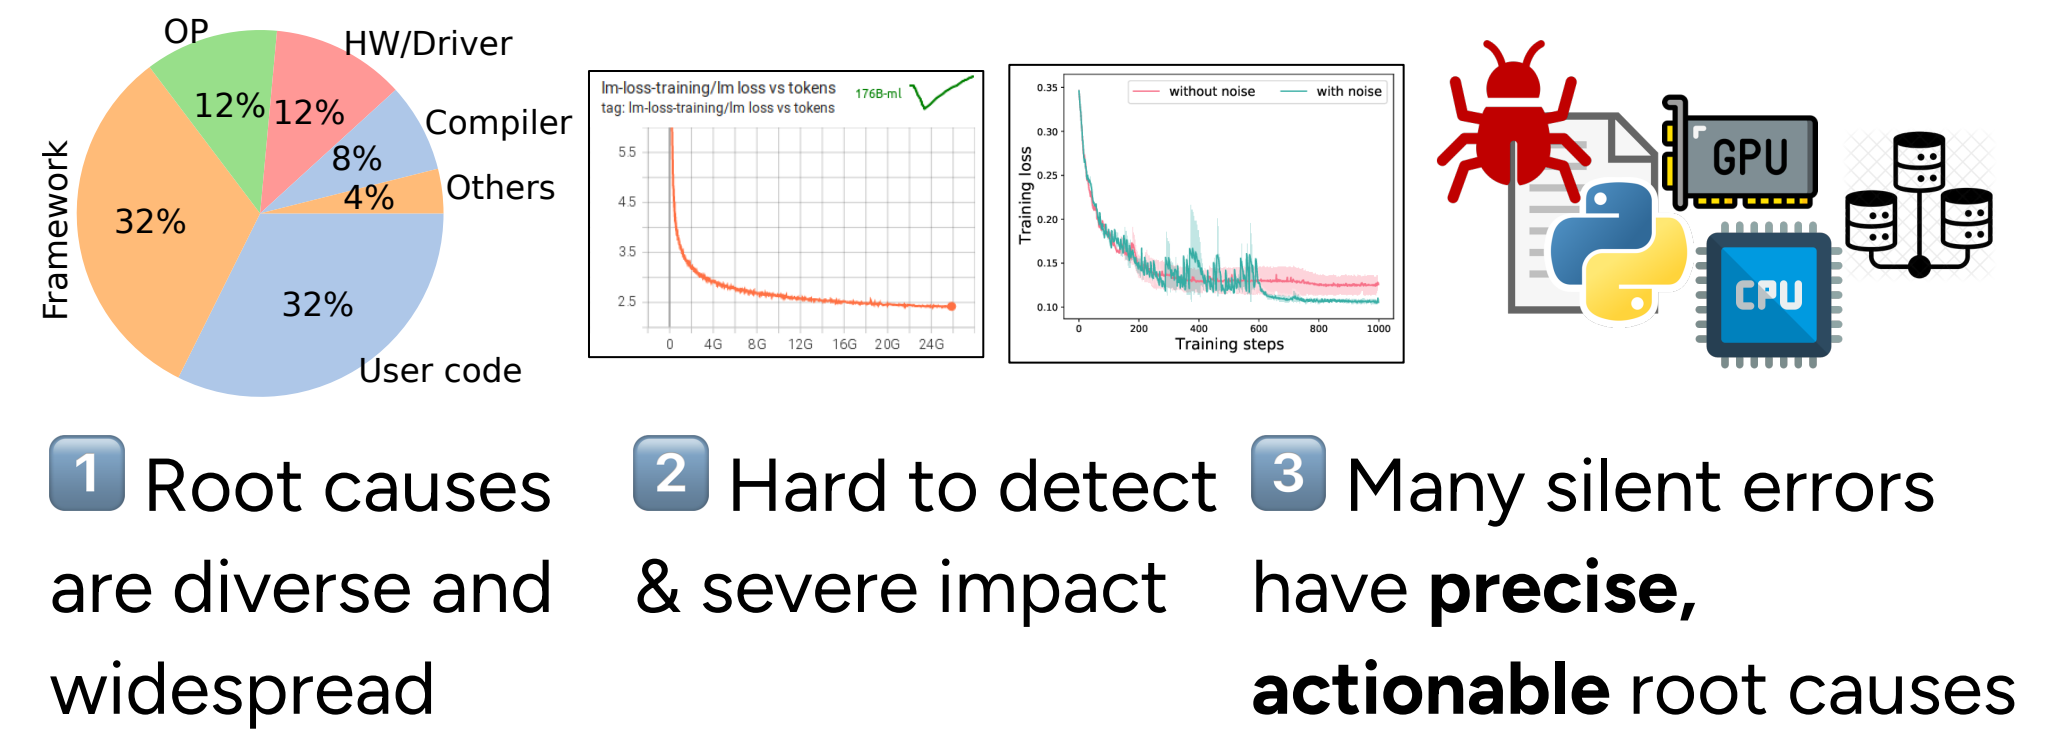 OP
HW/Driver
Compiler
Others
Framework
User code
12%
12%
8%
4%
32%
32%
lm-loss-training/lm loss vs tokens
tag: lm-loss-training/lm loss vs tokens
176B-ml
5.5
4.5
3.5
2.5
0 4G 8G 12G 16G 20G 24G
without noise with noise
Training loss
0.35
0.30
0.25
0.20
0.15
0.10
0 200 400 600 800 1000
Training steps
GPU
CPU
1 Root causes
are diverse and
widespread
2 Hard to detect
& severe impact
3 Many silent errors
have precise,
actionable root causes